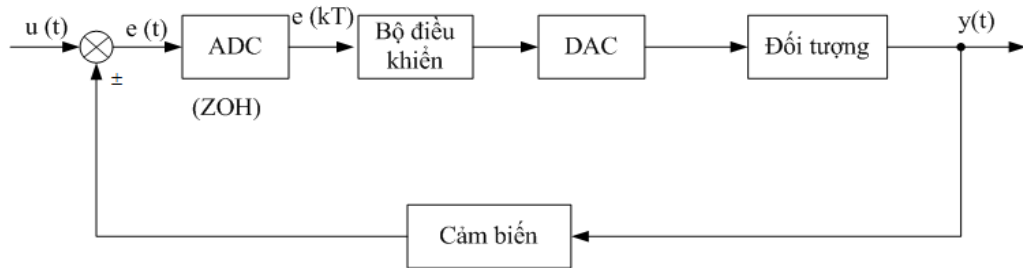 u (t)
e (t)
ADC
(ZOH)
e (kT)
Bộ điều
khiển
DAC
Đối tượng
y(t)
±
Cảm biến